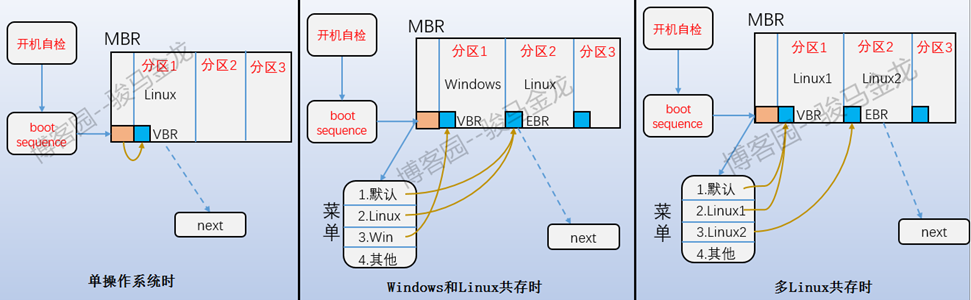 开机自检
MBR
分区1
分区2
分区3
Linux
boot
sequence
VBR
next
博客园--骏马金龙
单操作系统时
开机自检
MBR
分区1
分区2
分区3
Windows
Linux
boot
sequence
VBR
EBR
菜单
1.默认
2.Linux
3.Win
4.其他
next
博客园--骏马金龙
Windows和Linux共存时
开机自检
MBR
分区1
分区2
分区3
Linux1
Linux2
boot
sequence
VBR
EBR
菜单
1.默认
2.Linux1
3.Linux2
4.其他
next
博客园--骏马金龙
多Linux共存时